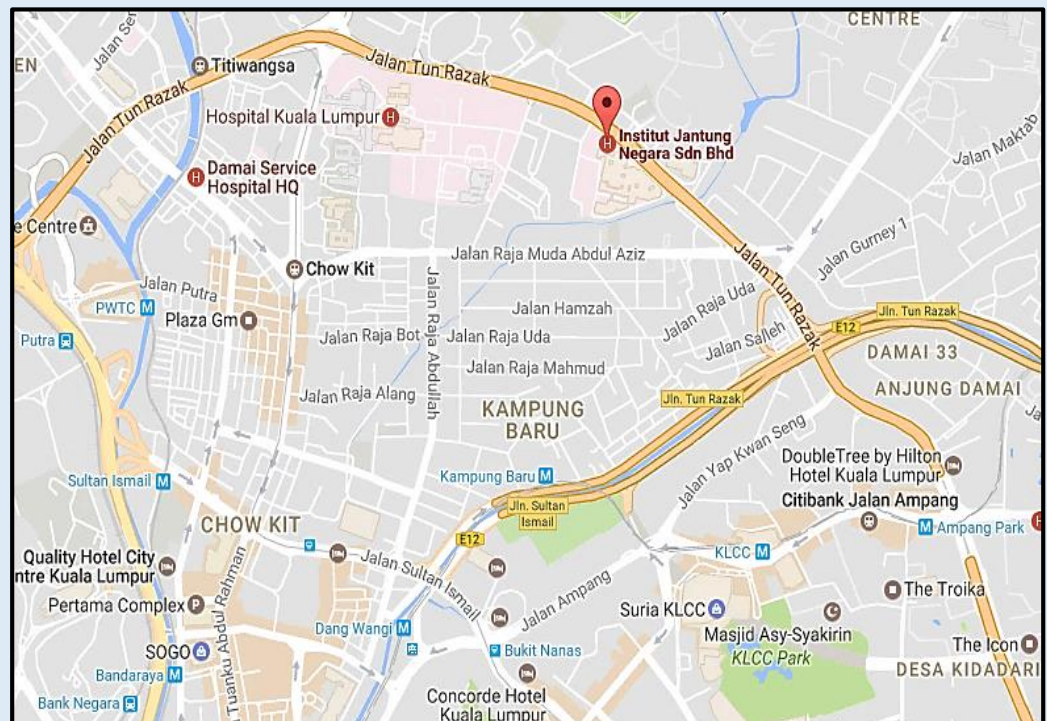 CENTRE
Jalan Sen
EN
Titiwangsa
Jalan Tun Razak
Jalan Tun Razak
Hospital Kuala Lumpur
H
H
Institut Jantung
Negara Sdn Bhd
Jalan Maktab
H
Damai Service
Hospital HQ
e Centre
Jalan Raja Muda Abdul Aziz
Jalan Gurney 1
Chow Kit
Jalan Putra
Jalan Raja Abdullah
Jalan Tun Razak
PWTC M
Plaza Gm
Jalan Hamzah
Jalan Raja Uda
Jln. Tun Razak
E12
Putra
Jalan Raja Bot
Jalan Raja Uda
Jalan Salleh
DAMAI 33
Jalan Raja Mahmud
Jalan Raja Alang
ANJUNG DAMAI
Jln. Tun Razak
KAMPUNG
BARU
Jalan Yap Kwan Seng
DoubleTree by Hilton
Hotel Kuala Lumpur
Kampung Baru M
Sultan Ismail M
Citibank Jalan Ampang
Jln. Sultan
Ismail
CHOW KIT
M Ampang Park
H
E12
KLCC M
Quality Hotel City
ntre Kuala Lumpur
Jalan Sultan Ismail
Jalan Ampang
The Troika
Pertama Complex P
Suria KLCC
Tuanku Abdul Rahman
Dang Wangi M
Masjid Asy-Syakirin
KLCC Park
SOGO
Bukit Nanas
The Icon
DESA KIDADARI
Bandaraya M
Bank Negara
Concorde Hotel
Kuala Lumpur